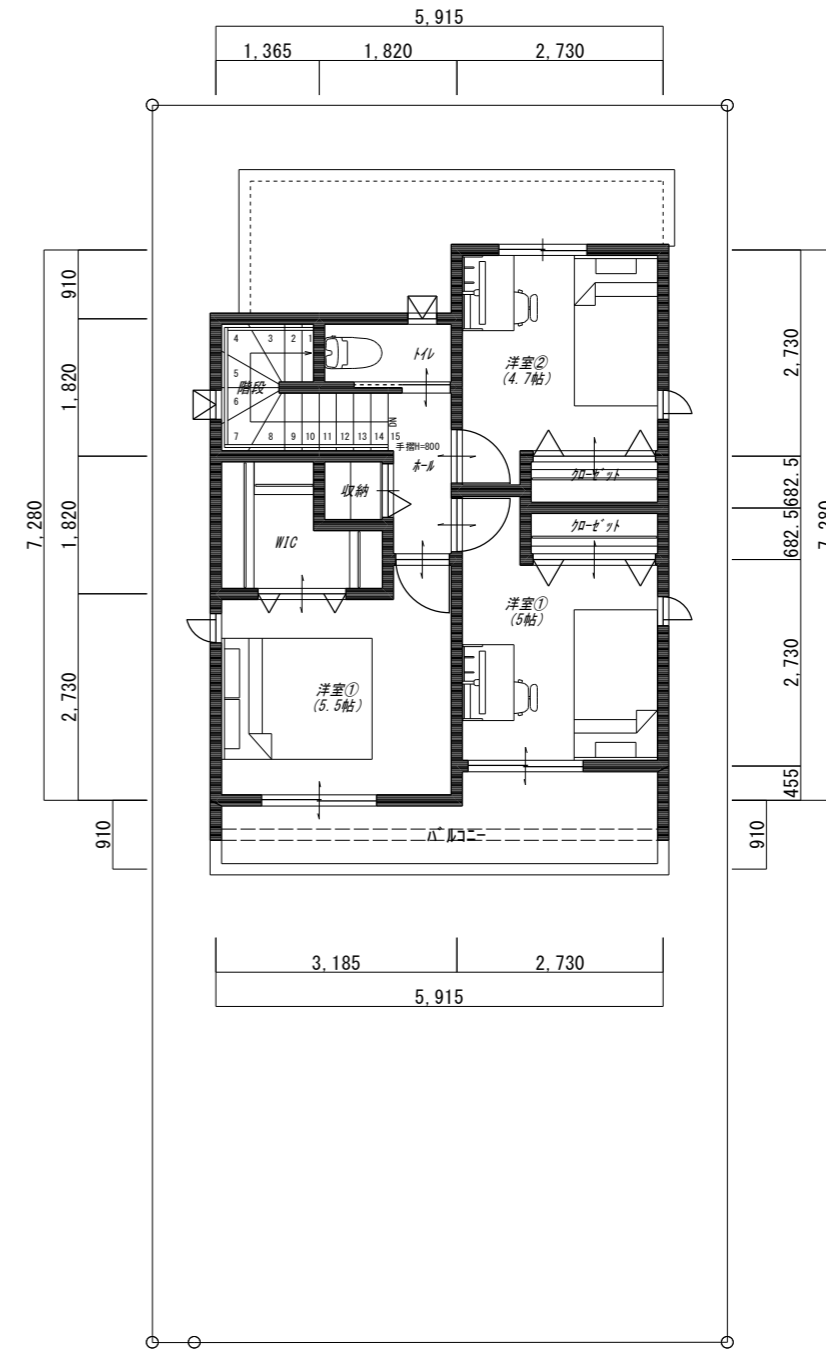 5,915
1,365
1,820
2,730
910
1,820
7,280
1,820
2,730
910
2,730
682.5
682.5
7,280
2,730
455
910
4
3
2
1
5
階段
6
7
8
9
10
11
12
13
14
15
DN
手摺H=800
トイレ
ホール
洋室②
(4.7帖)
クローゼット
収納
WIC
クローゼット
洋室①
(5帖)
洋室①
(5.5帖)
バルコニー
3,185
2,730
5,915